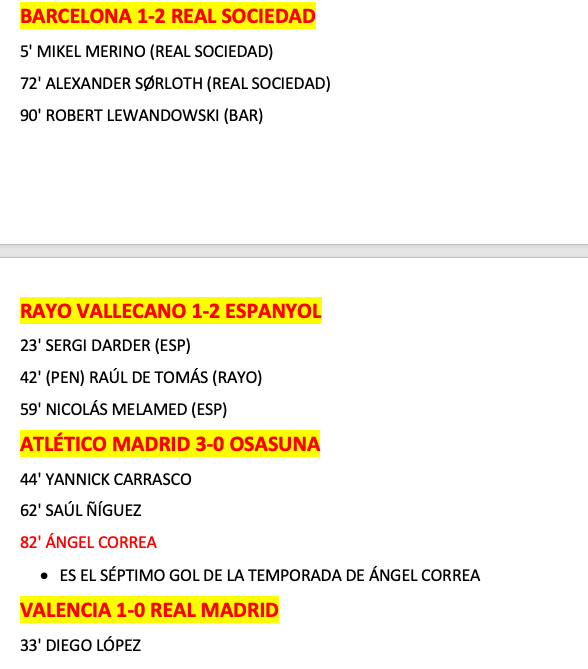 BARCELONA 1-2 REAL SOCIEDAD
5' MIKEL MERINO (REAL SOCIEDAD)
72' ALEXANDER SØRLOTH (REAL SOCIEDAD)
90' ROBERT LEWANDOWSKI (BAR)
RAYO VALLECANO 1-2 ESPANYOL
23' SERGI DARDER (ESP)
42' (PEN) RAÚL DE TOMÁS (RAYO)
59' NICOLÁS MELAMED (ESP)
ATLÉTICO MADRID 3-0 OSASUNA
44' YANNICK CARRASCO
62' SAÚL ÑÍGUEZ
82' ÁNGEL CORREA
• ES EL SÉPTIMO GOL DE LA TEMPORADA DE ÁNGEL CORREA
VALENCIA 1-0 REAL MADRID
33' DIEGO LÓPEZ